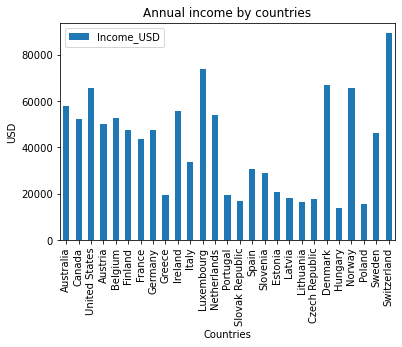 Annual income by countries
Income_USD
USD
80000
60000
40000
20000
0
Australia
Canada
United States
Austria
Belgium
Finland
France
Germany
Greece
Ireland
Italy
Luxembourg
Netherlands
Portugal
Slovak Republic
Spain
Slovenia
Estonia
Latvia
Lithuania
Czech Republic
Denmark
Hungary
Norway
Poland
Sweden
Switzerland
Countries